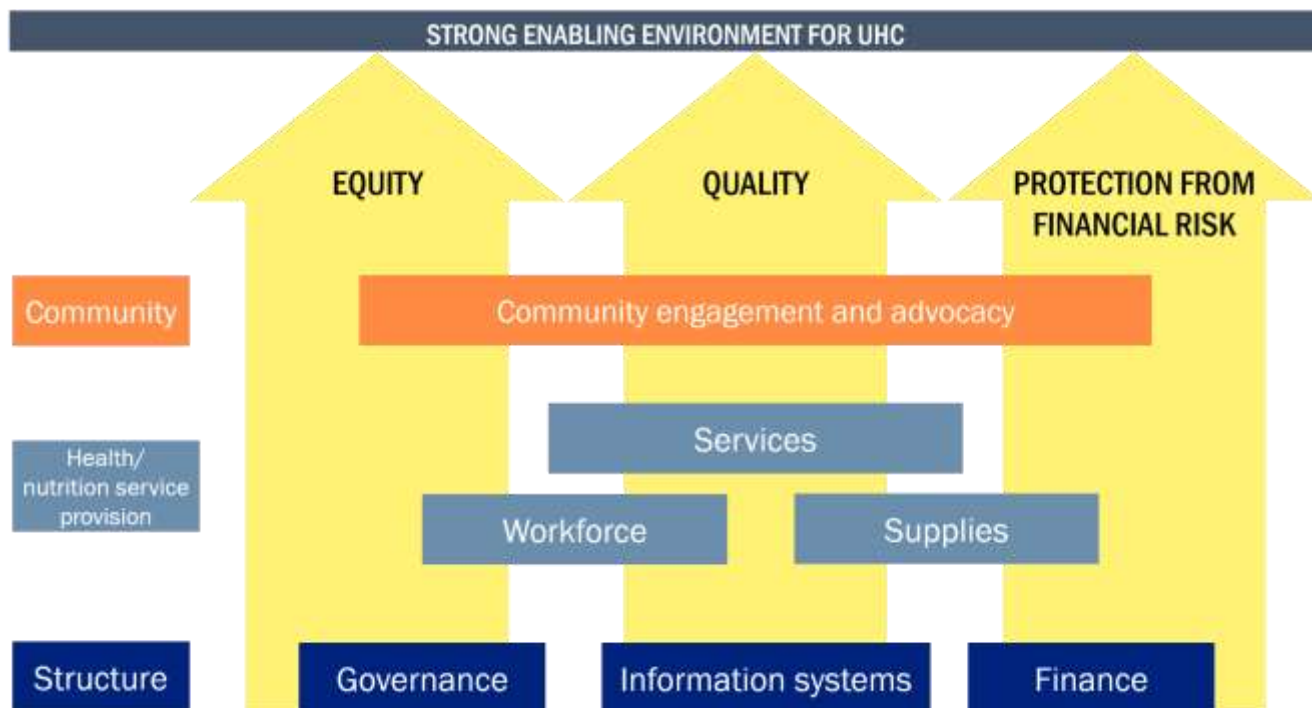 STRONG ENABLING ENVIRONMENT FOR UHC
EQUITY
QUALITY
PROTECTION FROM
FINANCIAL RISK
Community
Community engagement and advocacy
Services
Health/
nutrition service
provision
Workforce
Supplies
Structure
Governance
Information systems
Finance